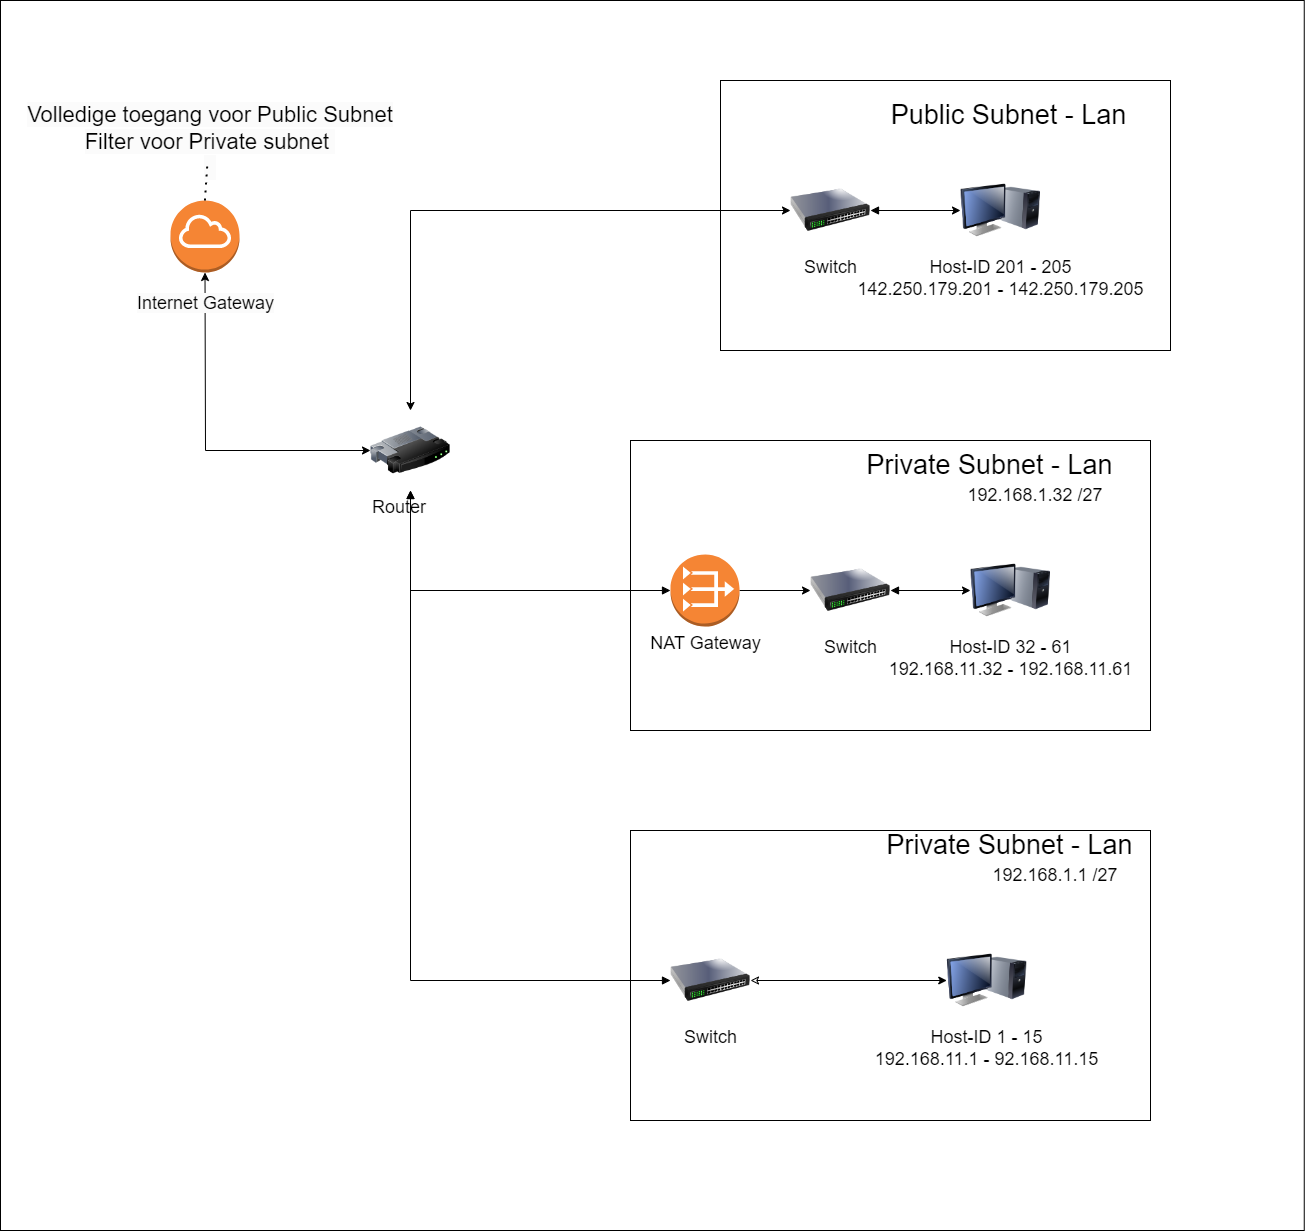 Volledige toegang voor Public Subnet
Filter voor Private subnet
Internet Gateway
Router
Public Subnet - Lan
Switch
Host-ID 201 - 205
142.250.179.201 - 142.250.179.205
Private Subnet - Lan
192.168.1.32 /27
NAT Gateway
Switch
Host-ID 32 - 61
192.168.11.32 - 192.168.11.61
Private Subnet - Lan
192.168.1.1 /27
Switch
Host-ID 1 - 15
192.168.11.1 - 92.168.11.15